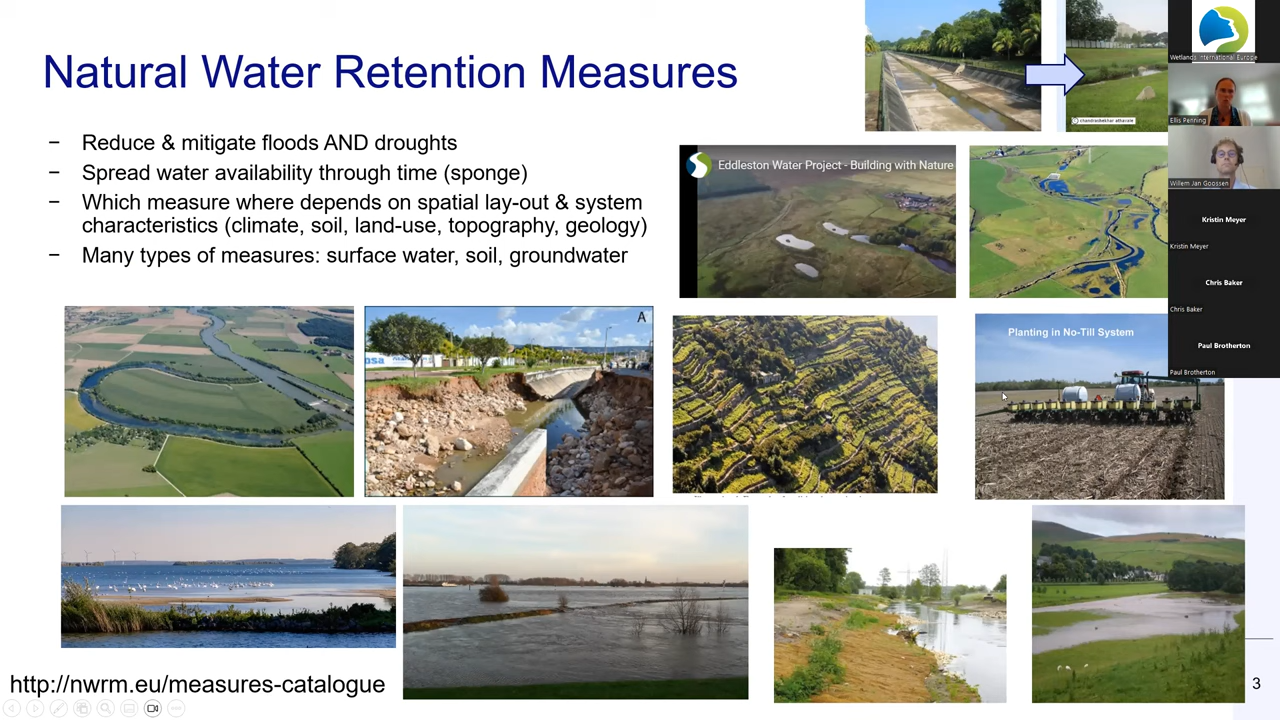 Natural Water Retention Measures
− Reduce & mitigate floods AND droughts
− Spread water availability through time (sponge)
− Which measure where depends on spatial lay-out & system
characteristics (climate, soil, land-use, topography, geology)
− Many types of measures: surface water, soil, groundwater
chandrashekhar atharale
Wetlands International Europe
Ellis Penning
Willem Jan Goossen
Kristin Meyer
Kristin Meyer
Chris Baker
Chris Baker
Paul Brotherton
Paul Brotherton
Eddleston Water Project - Building with Nature
A
Planting in No-Till System
http://nwrm.eu/measures-catalogue
3